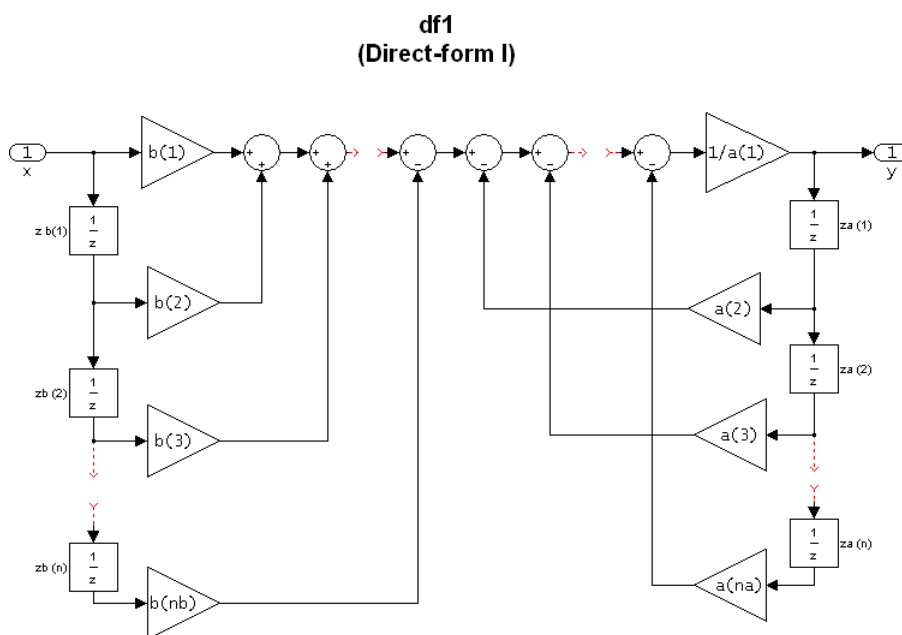 df1
(Direct-form I)
1
x
b(1)
+
+
+
+
+
−
+
−
+
−
+
−
1/a(1)
1
y
z b(1)
1
z
1
z
za (1)
b(2)
a(2)
zb (2)
1
z
1
z
za (2)
b(3)
a(3)
zb (n)
1
z
1
z
za (n)
b(nb)
a(na)